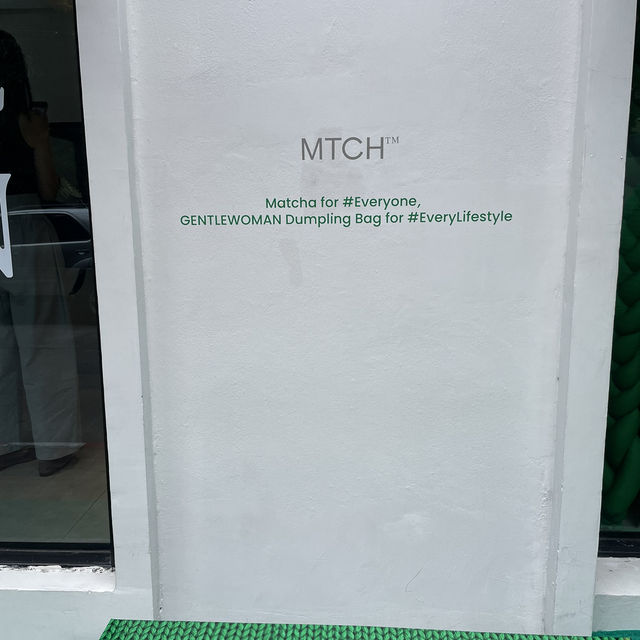 MTCH™
Matcha for #Everyone,
GENTLEWOMAN Dumpling Bag for #EveryLifestyle